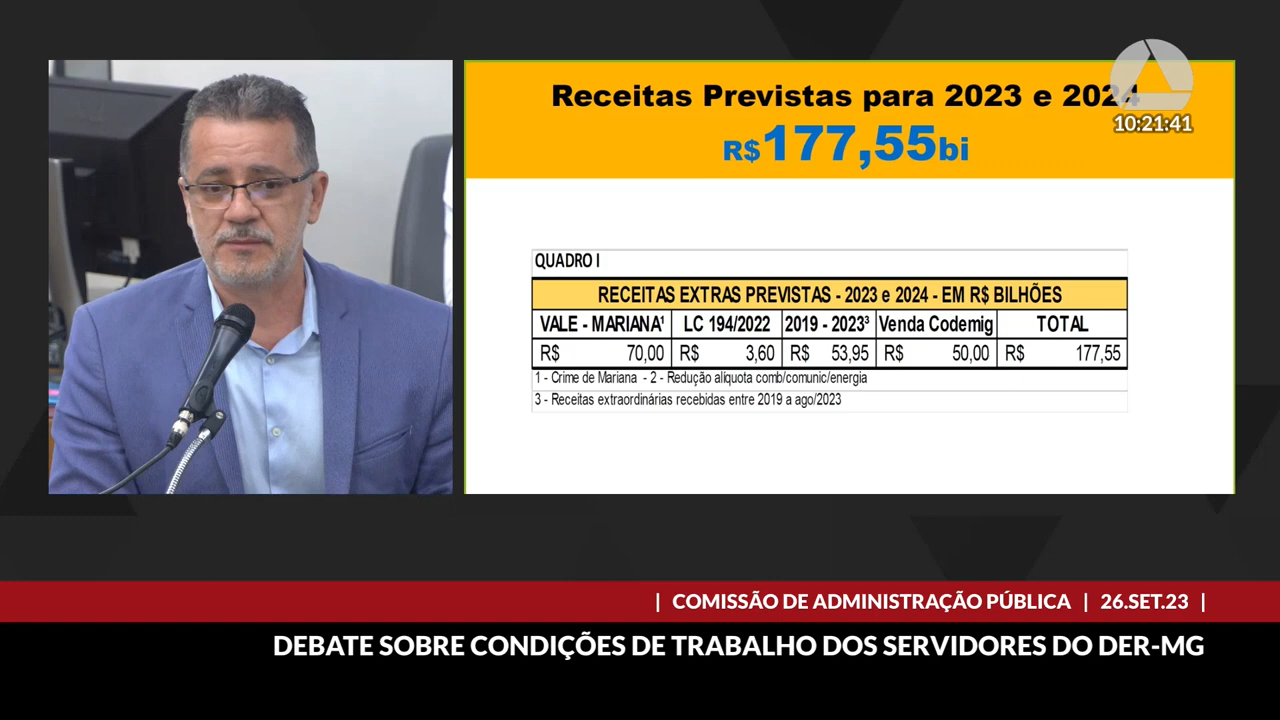 Receitas Previstas para 2023 e 2024
R$177,55bi
10:21:41
QUADRO I
RECEITAS EXTRAS PREVISTAS - 2023 e 2024 - EM R$ BILHÕES
VALE - MARIANA¹ LC 194/2022 2019 - 2023³ Venda Codemig TOTAL
R$ 70,00 R$ 3,60 R$ 53,95 R$ 50,00 R$ 177,55
1 - Crime de Mariana - 2 - Redução alíquota comb/comunic/energia
3 - Receitas extraordinárias recebidas entre 2019 a ago/2023
| COMISSÃO DE ADMINISTRAÇÃO PÚBLICA | 26.SET.23 |
DEBATE SOBRE CONDIÇÕES DE TRABALHO DOS SERVIDORES DO DER-MG